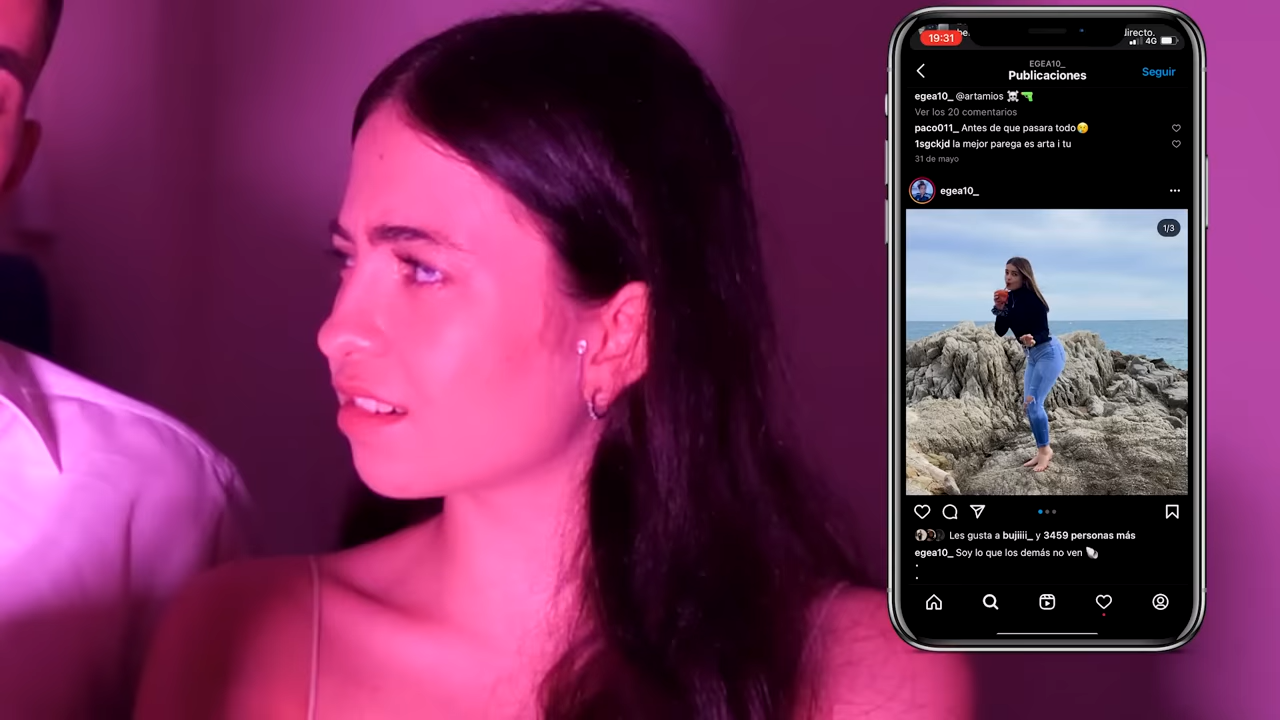 19:31
directo.
4G
EGEA10_
Publicaciones
Seguir
egea10_ @artamios ☠️🔫
Ver los 20 comentarios
paco011_ Antes de que pasara todo😢
1sgckjd la mejor parega es arta i tu
31 de mayo
egea10_
1/3
Les gusta a bujiiii_ y 3459 personas más
egea10_ Soy lo que los demás no ven 🐚
.
.